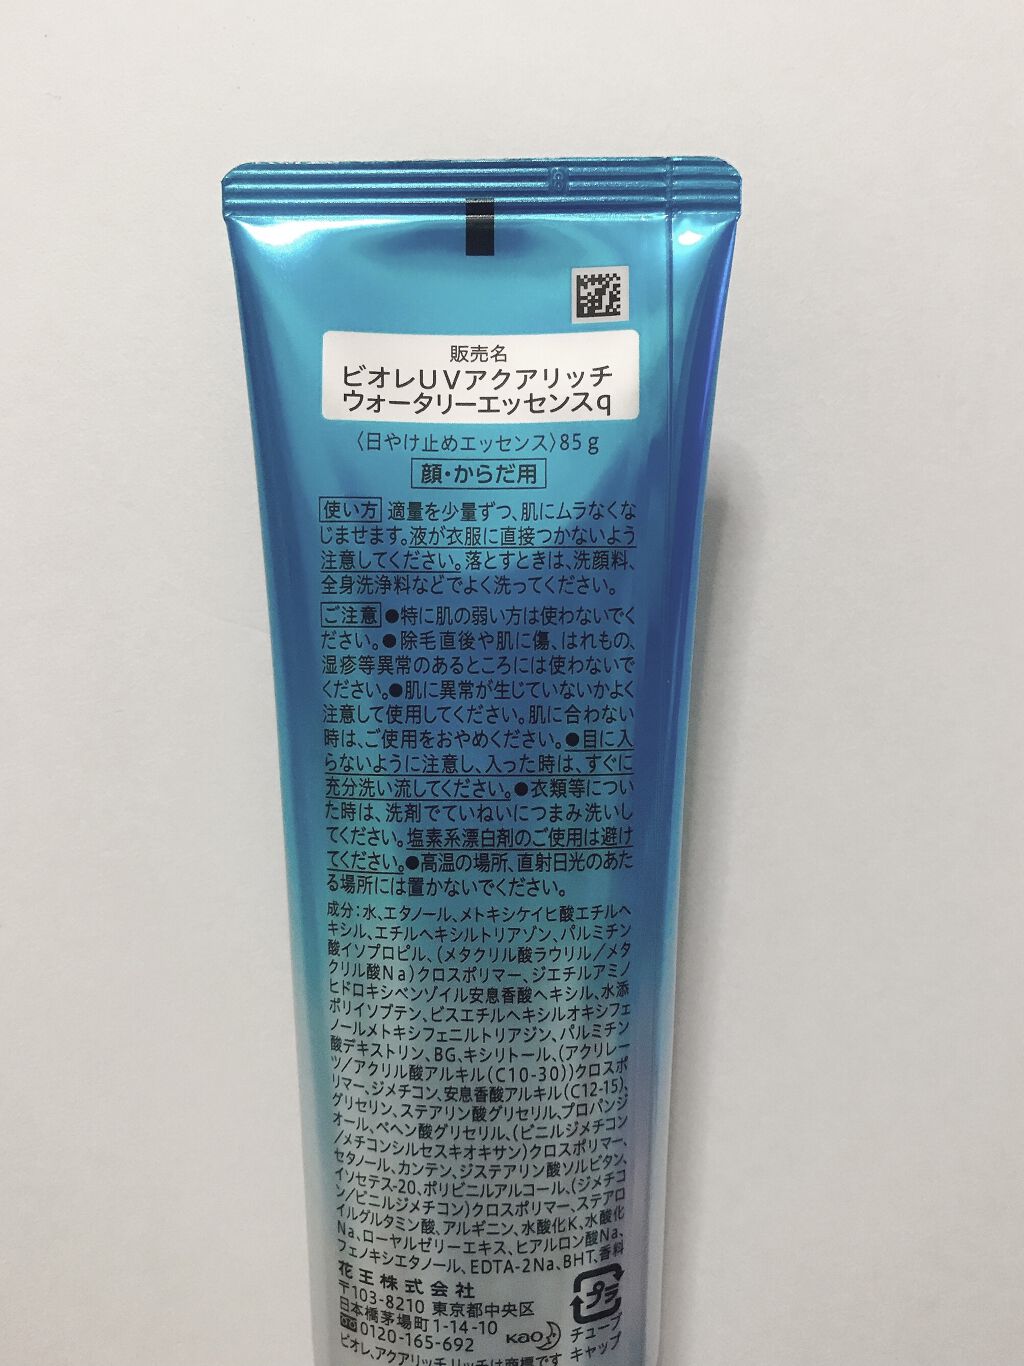 販売名
ビオレUVアクアリッチ
ウォータリーエッセンスq
〈日やけ止めエッセンス〉85g
顔・からだ用
使い方 適量を少量ずつ、肌にムラなくな
じませます。液が衣服に直接つかないよう
注意してください。落とすときは、洗顔料、
全身洗浄料などでよく洗ってください。
ご注意 ●特に肌の弱い方は使わないでく
ださい。●除毛直後や肌に傷、はれもの、
湿疹等異常のあるところには使わないで
ください。●肌に異常が生じていないかよく
注意して使用してください。肌に合わない
時は、ご使用をおやめください。●目に入
らないように注意し、入った時は、すぐに
充分洗い流してください。●衣類等につい
た時は、洗剤でていねいにつまみ洗いし
てください。塩素系漂白剤のご使用は避け
てください。●高温の場所、直射日光のあた
る場所には置かないでください。
成分：水、エタノール、メトキシケイヒ酸エチルヘ
キシル、エチルヘキシルトリアゾン、パルミチン
酸イソプロピル、（メタクリル酸ラウリル／メタ
クリル酸Na）クロスポリマー、ジエチルアミノ
ヒドロキシベンゾイル安息香酸ヘキシル、水添
ポリイソブテン、ビスエチルヘキシルオキシフェ
ノールメトキシフェニルトリアジン、パルミチン
酸デキストリン、BG、キシリトール、（アクリレー
ツ／アクリル酸アルキル（C10-30））クロスポ
リマー、ジメチコン、安息香酸アルキル（C12-15）、
グリセリン、ステアリン酸グリセリル、プロパンジ
オール、ベヘン酸グリセリル、（ビニルジメチコン
／メチコンシルセスキオキサン）クロスポリマー、
セタノール、カンテン、ジステアリン酸ソルビタン、
イソセテス-20、ポリビニルアルコール、（ジメチコ
ン／ビニルジメチコン）クロスポリマー、ステアロ
イルグルタミン酸、アルギニン、水酸化K、水酸化
Na、ローヤルゼリーエキス、ヒアルロン酸Na、
フェノキシエタノール、EDTA-2Na、BHT、香料
花王株式会社
〒103-8210 東京都中央区
日本橋茅場町1-14-10
0120-165-692
Kao
プラ
チューブ
キャップ
ビオレ、アクアリッチ、リッチは商標です